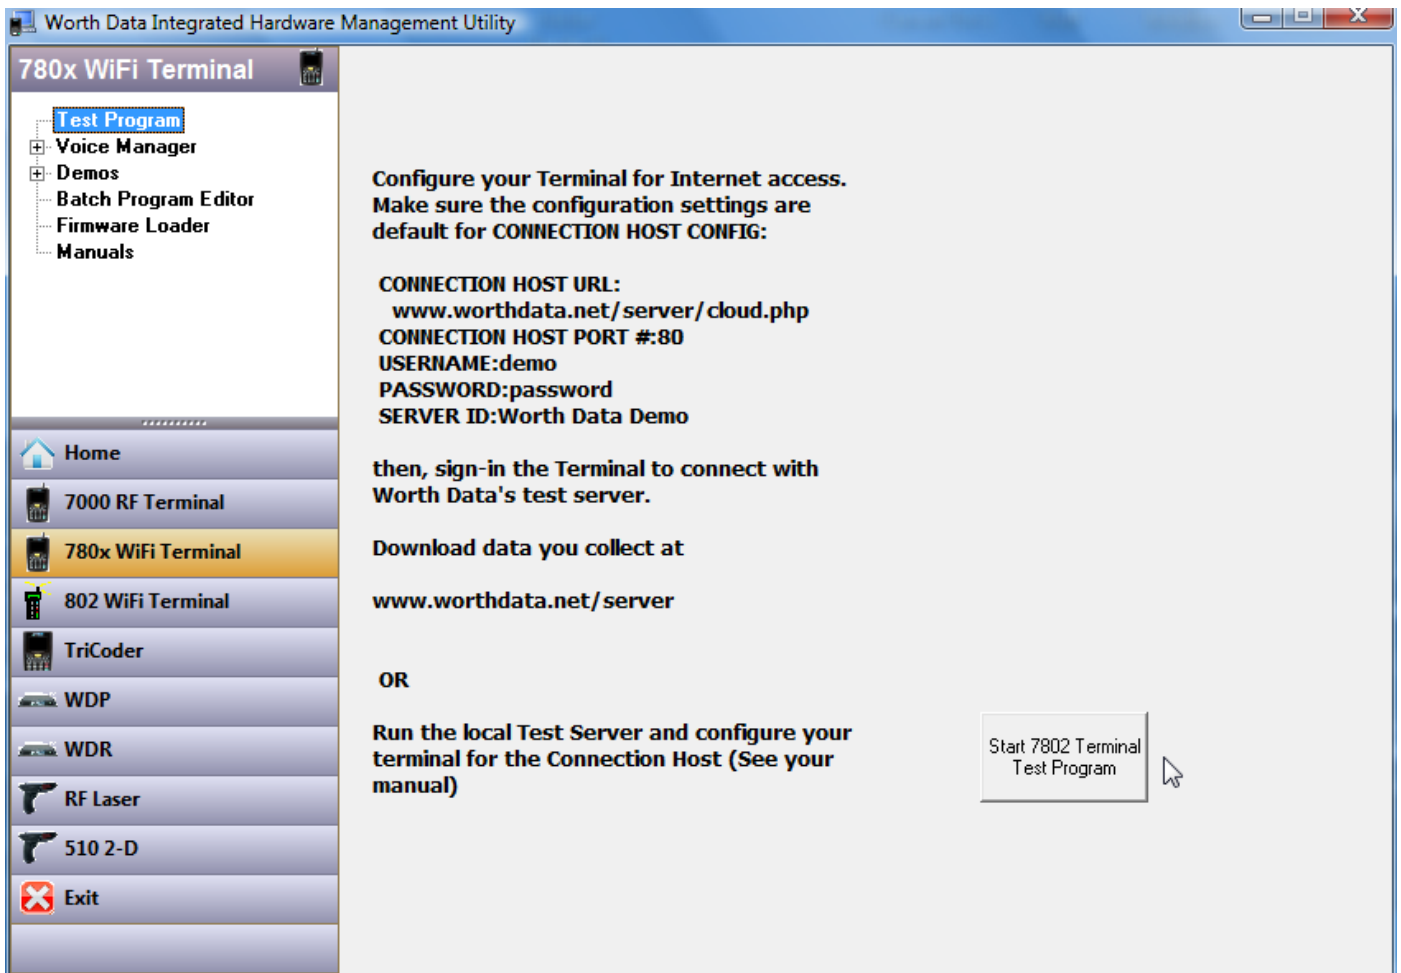 Worth Data Integrated Hardware Management Utility
780x WiFi Terminal
Test Program
Voice Manager
Demos
Batch Program Editor
Firmware Loader
Manuals
Home
7000 RF Terminal
780x WiFi Terminal
802 WiFi Terminal
TriCoder
WDP
WDR
RF Laser
510 2-D
Exit
Configure your Terminal for Internet access.
Make sure the configuration settings are
default for CONNECTION HOST CONFIG:
CONNECTION HOST URL:
www.worthdata.net/server/cloud.php
CONNECTION HOST PORT #:80
USERNAME:demo
PASSWORD:password
SERVER ID:Worth Data Demo
then, sign-in the Terminal to connect with
Worth Data's test server.
Download data you collect at
www.worthdata.net/server
OR
Run the local Test Server and configure your
terminal for the Connection Host (See your
manual)
Start 7802 Terminal
Test Program